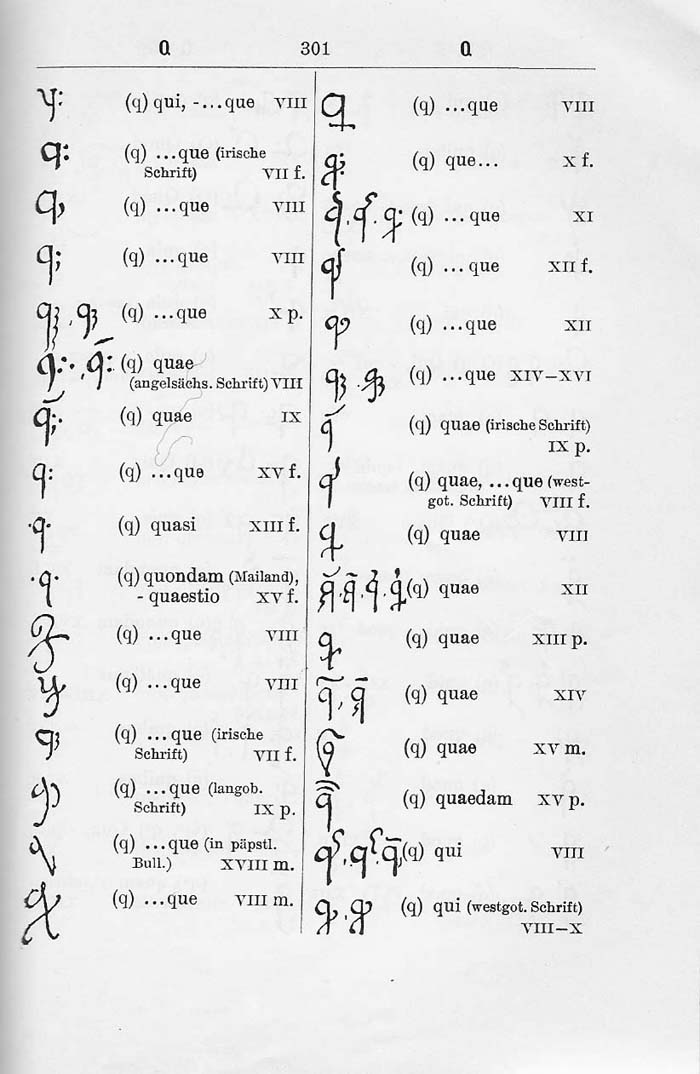 Q 301 Q
(q) qui, -...que VIII
(q) ...que (irische
Schrift) VII f.
(q) ...que VIII
(q) ...que VIII
(q) ...que X p.
(q) quae
(angelsächs. Schrift) VIII
(q) quae IX
(q) ...que XV f.
(q) quasi XIII f.
(q) quondam (Mailand),
- quaestio XV f.
(q) ...que VIII
(q) ...que VIII
(q) ...que (irische
Schrift) VII f.
(q) ...que (langob.
Schrift) IX p.
(q) ...que (in päpstl.
Bull.) XVIII m.
(q) ...que VIII m.
(q) ...que VIII
(q) que... X f.
(q) ...que XI
(q) ...que XII f.
(q) ...que XII
(q) ...que XIV–XVI
(q) quae (irische Schrift)
IX p.
(q) quae, ...que (west-
got. Schrift) VIII f.
(q) quae VIII
(q) quae XII
(q) quae XIII p.
(q) quae XIV
(q) quae XV m.
(q) quaedam XV p.
(q) qui VIII
(q) qui (westgot. Schrift)
VIII–X